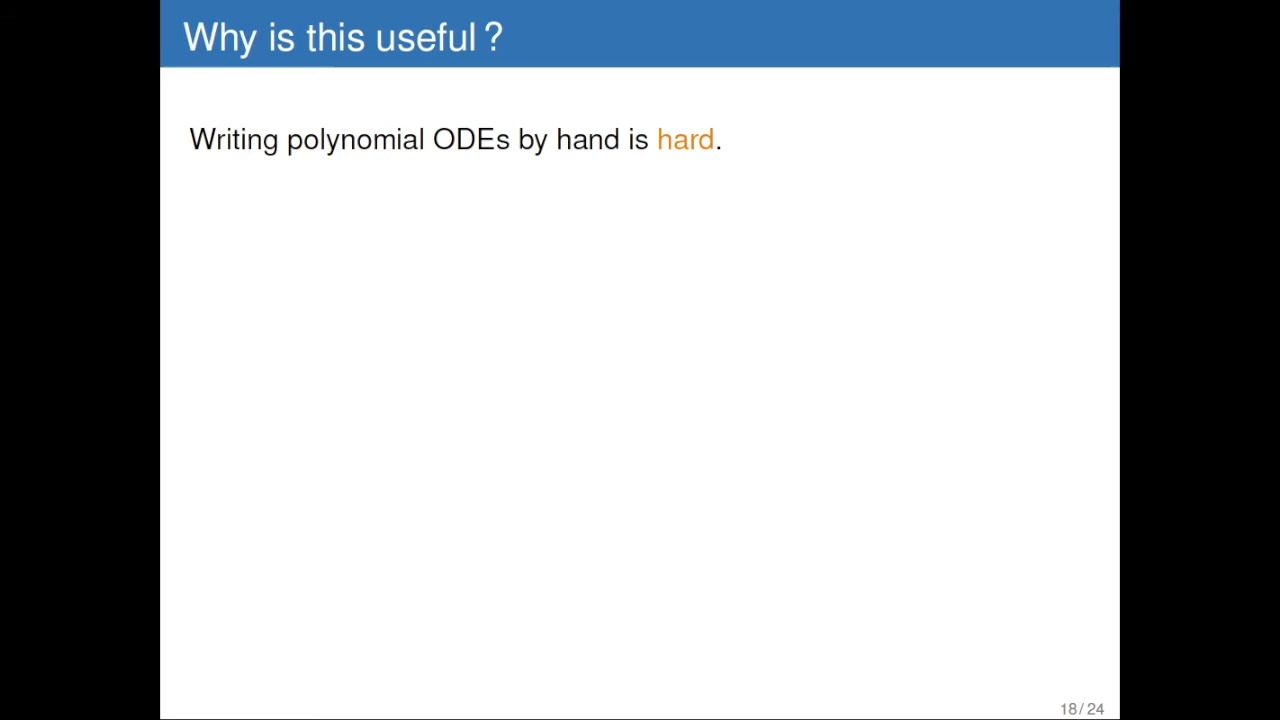 Why is this useful ?
Writing polynomial ODEs by hand is hard.
18 / 24